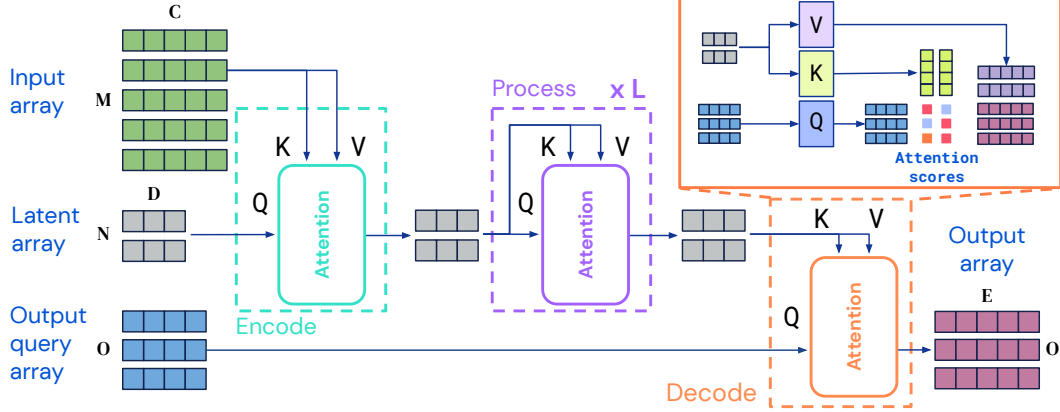 C
Input
array
M
K
V
Q
Attention
Encode
Process
x L
K
V
Q
Attention
V
K
Q
Attention
scores
D
Latent
array
N
K
V
Q
Attention
Decode
Output
array
E
O
Output
query
array
O